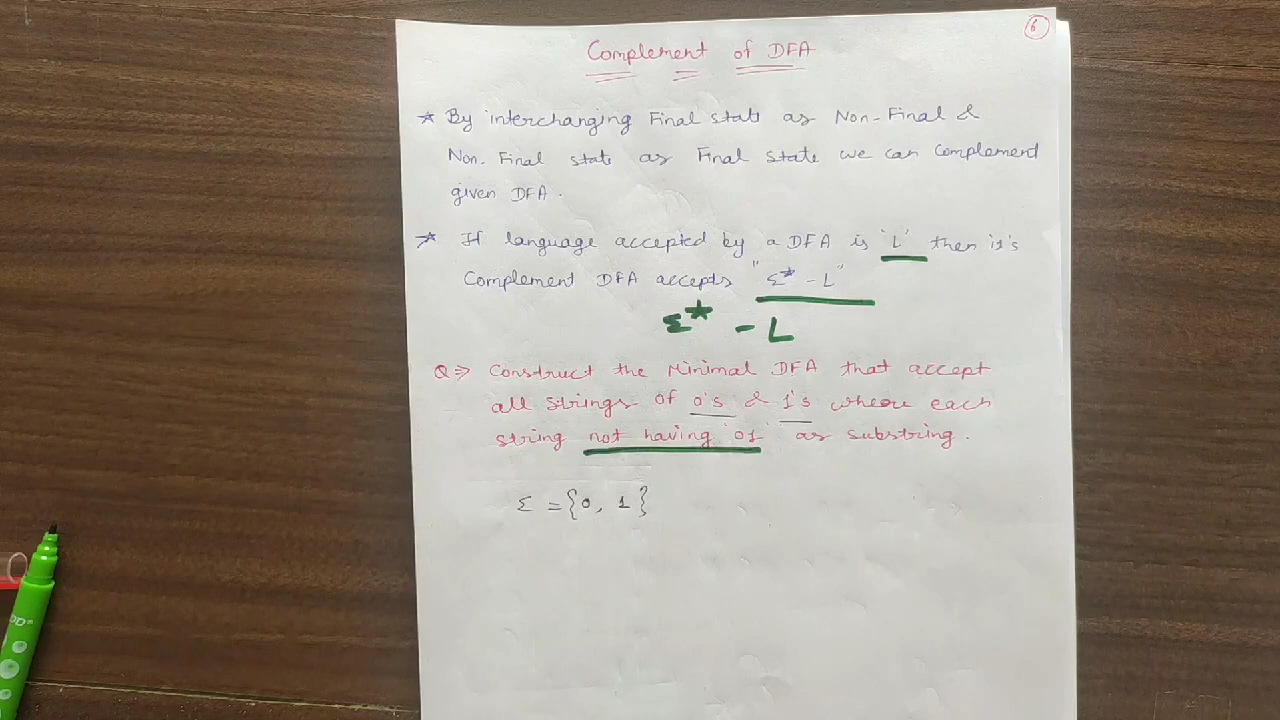 6
Complement of DFA
* By interchanging Final state as Non-Final &
Non-Final state as Final state we can complement
given DFA.
* If language accepted by a DFA is 'L' then it's
Complement DFA accepts "Σ* - L"
Σ* - L
Q⇒ Construct the Minimal DFA that accept
all strings of 0's & 1's where each
string not having '01' as substring.
Σ = {0, 1}